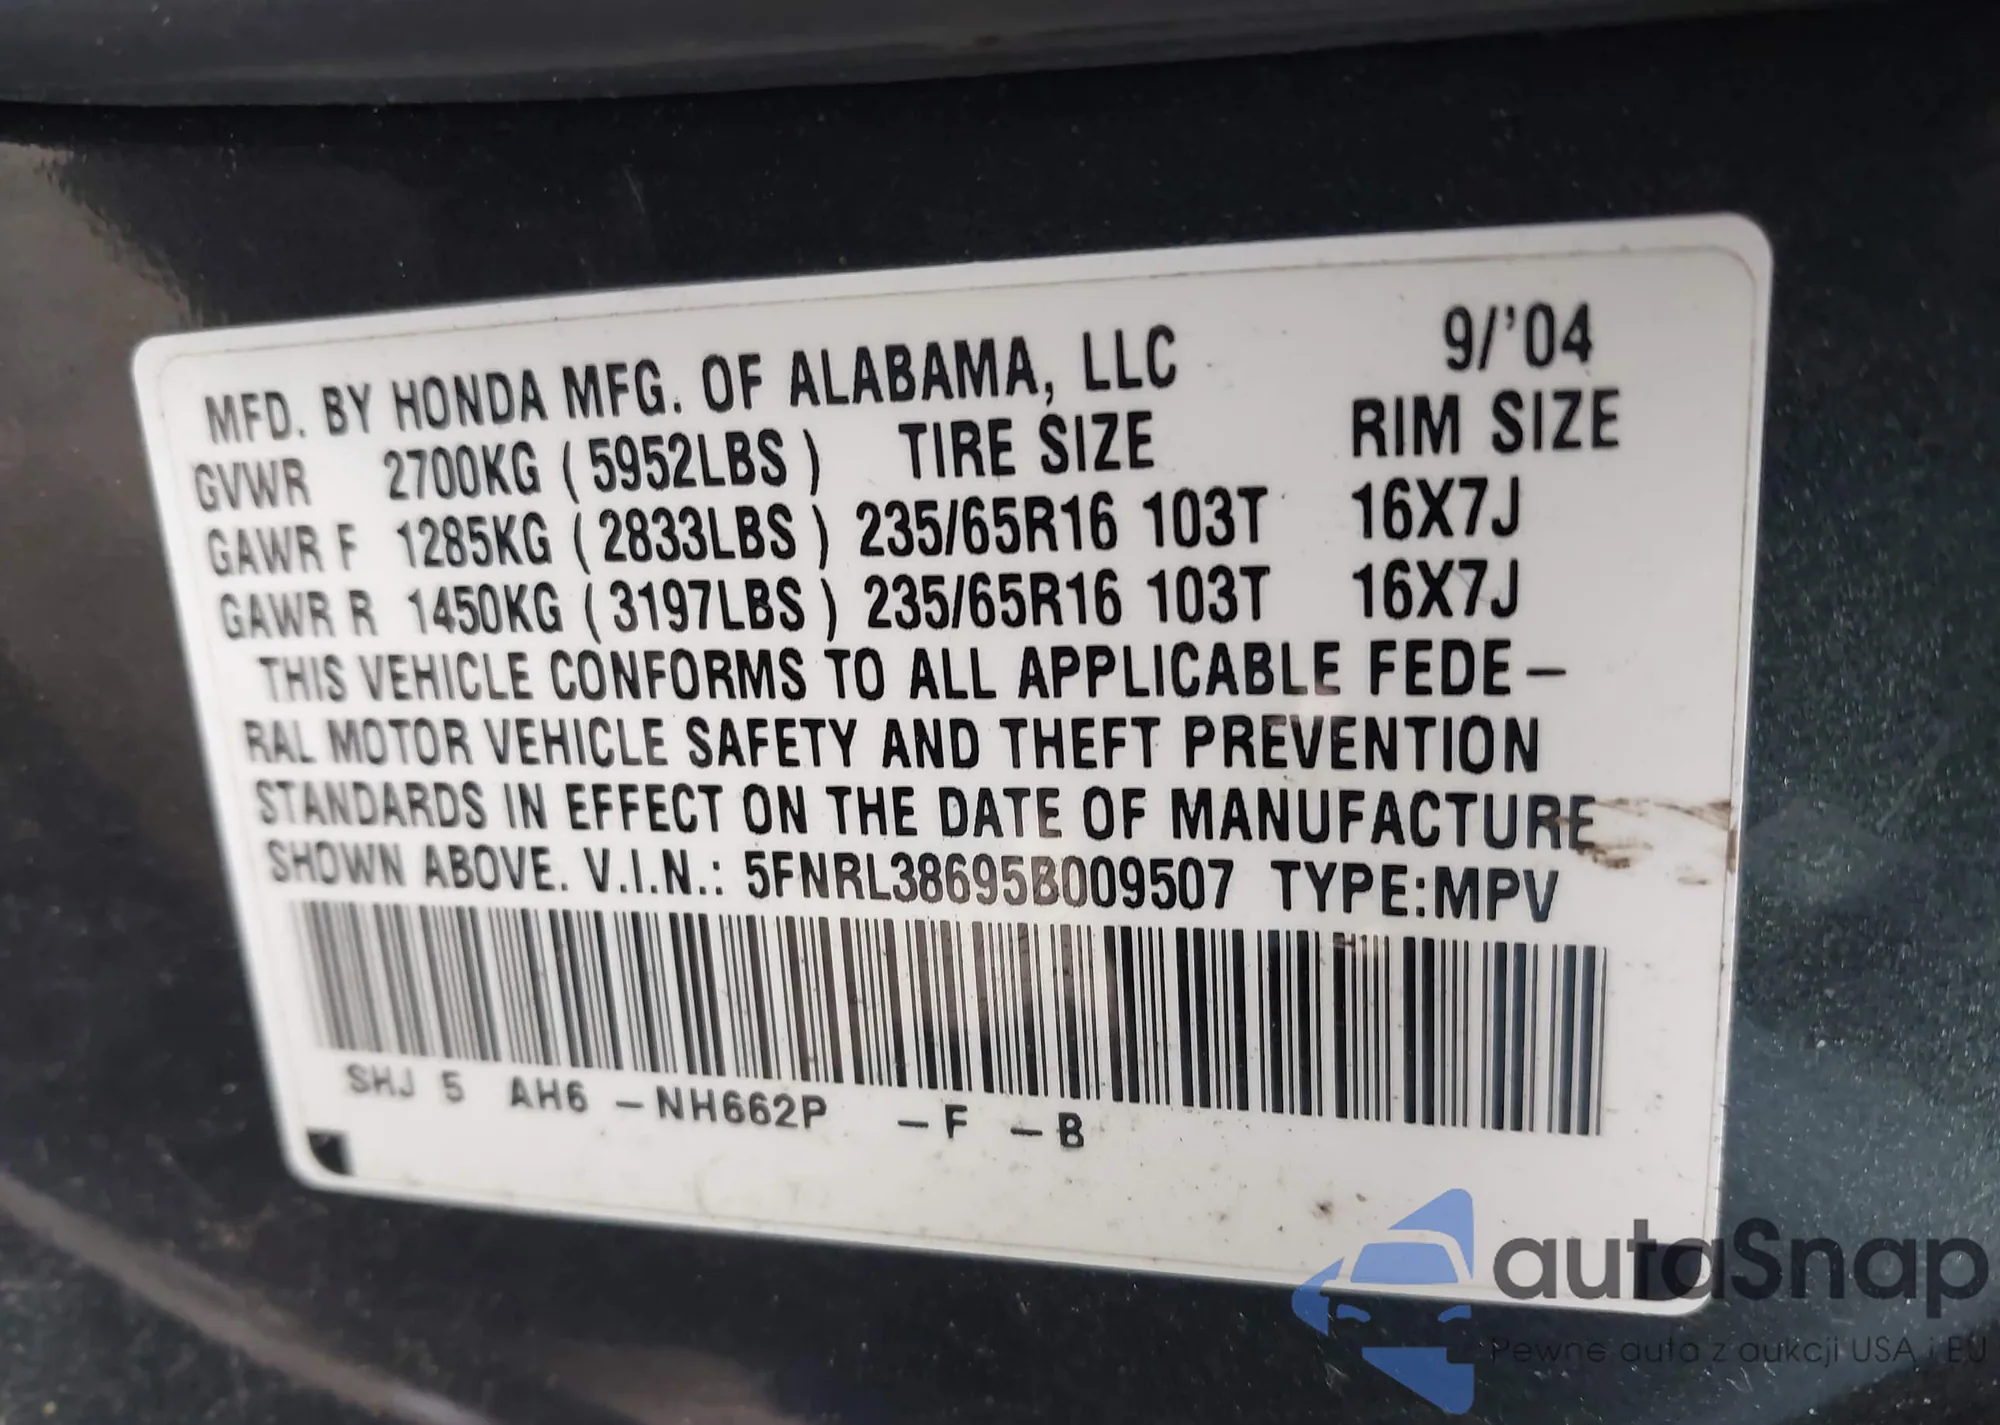 MFD. BY HONDA MFG. OF ALABAMA, LLC 9/'04
GVWR 2700KG ( 5952LBS ) TIRE SIZE RIM SIZE
GAWR F 1285KG ( 2833LBS ) 235/65R16 103T 16X7J
GAWR R 1450KG ( 3197LBS ) 235/65R16 103T 16X7J
THIS VEHICLE CONFORMS TO ALL APPLICABLE FEDE-
RAL MOTOR VEHICLE SAFETY AND THEFT PREVENTION
STANDARDS IN EFFECT ON THE DATE OF MANUFACTURE
SHOWN ABOVE. V.I.N.: 5FNRL38695B009507 TYPE:MPV
SHJ 5 AH6 -NH662P -F -B
autaSnap
Pewne auta z aukcji USA i EU